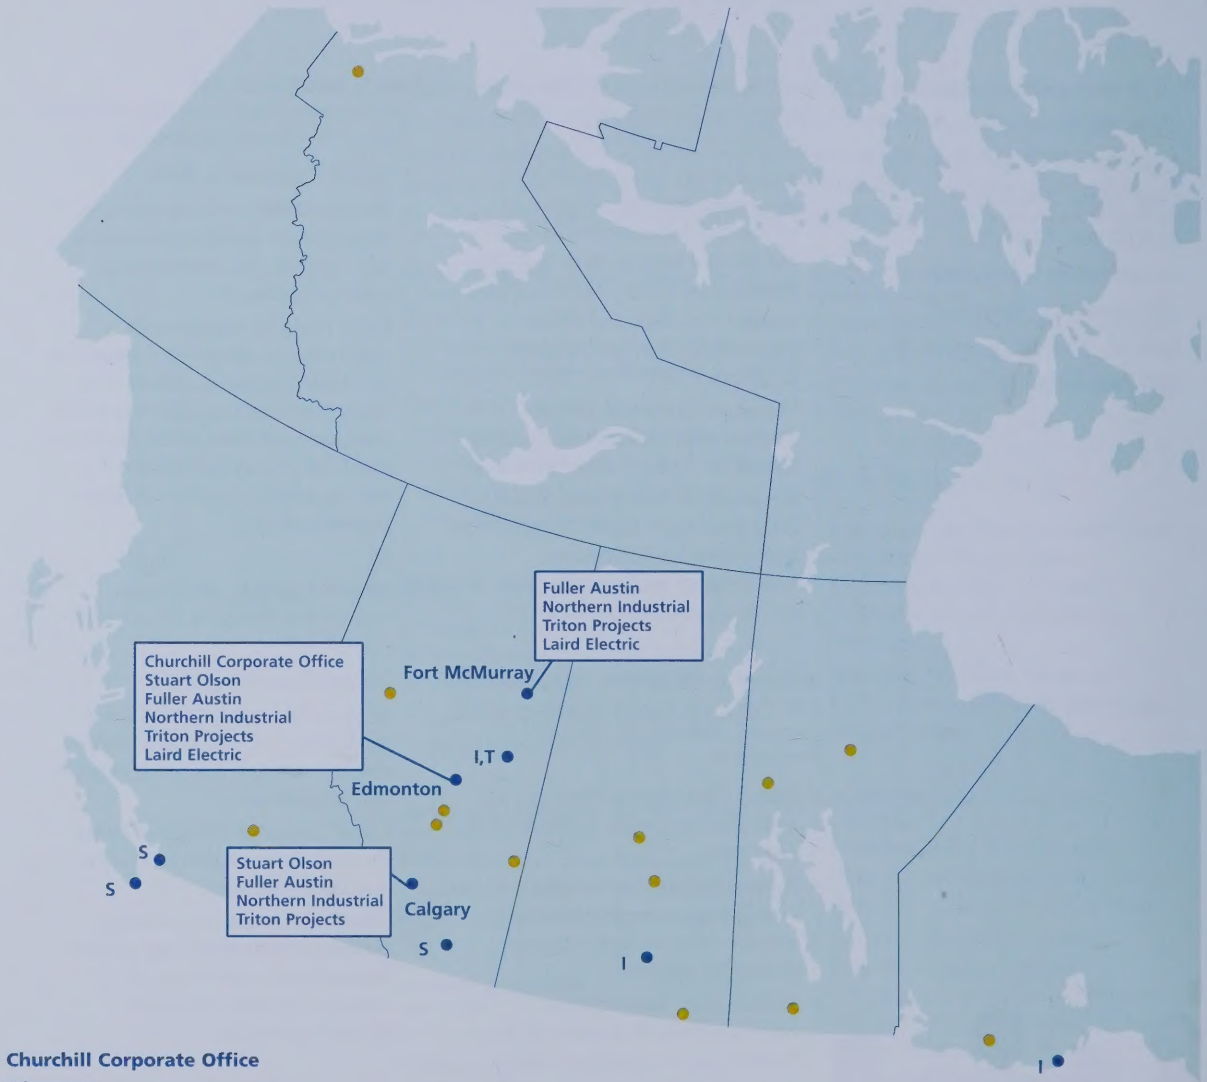 Fuller Austin
Northern Industrial
Triton Projects
Laird Electric
Churchill Corporate Office
Stuart Olson
Fuller Austin
Northern Industrial
Triton Projects
Laird Electric
Fort McMurray
I,T
Edmonton
S
S
Stuart Olson
Fuller Austin
Northern Industrial
Triton Projects
Calgary
S
I
I
Churchill Corporate Office